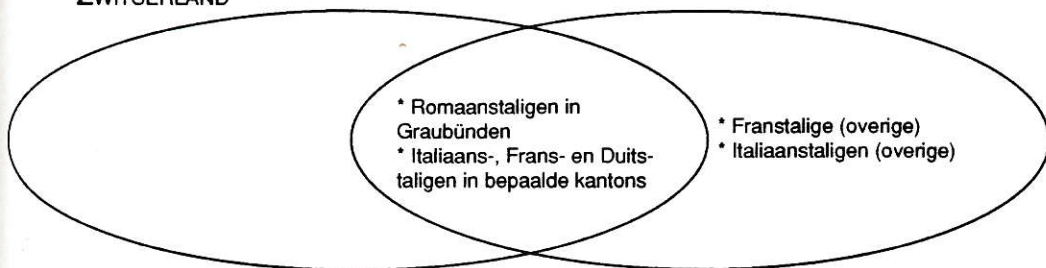 ZWITSERLAND
* Romaanstaligen in
Graubünden
* Italiaans-, Frans- en Duits-
taligen in bepaalde kantons
* Franstalige (overige)
* Italiaanstaligen (overige)